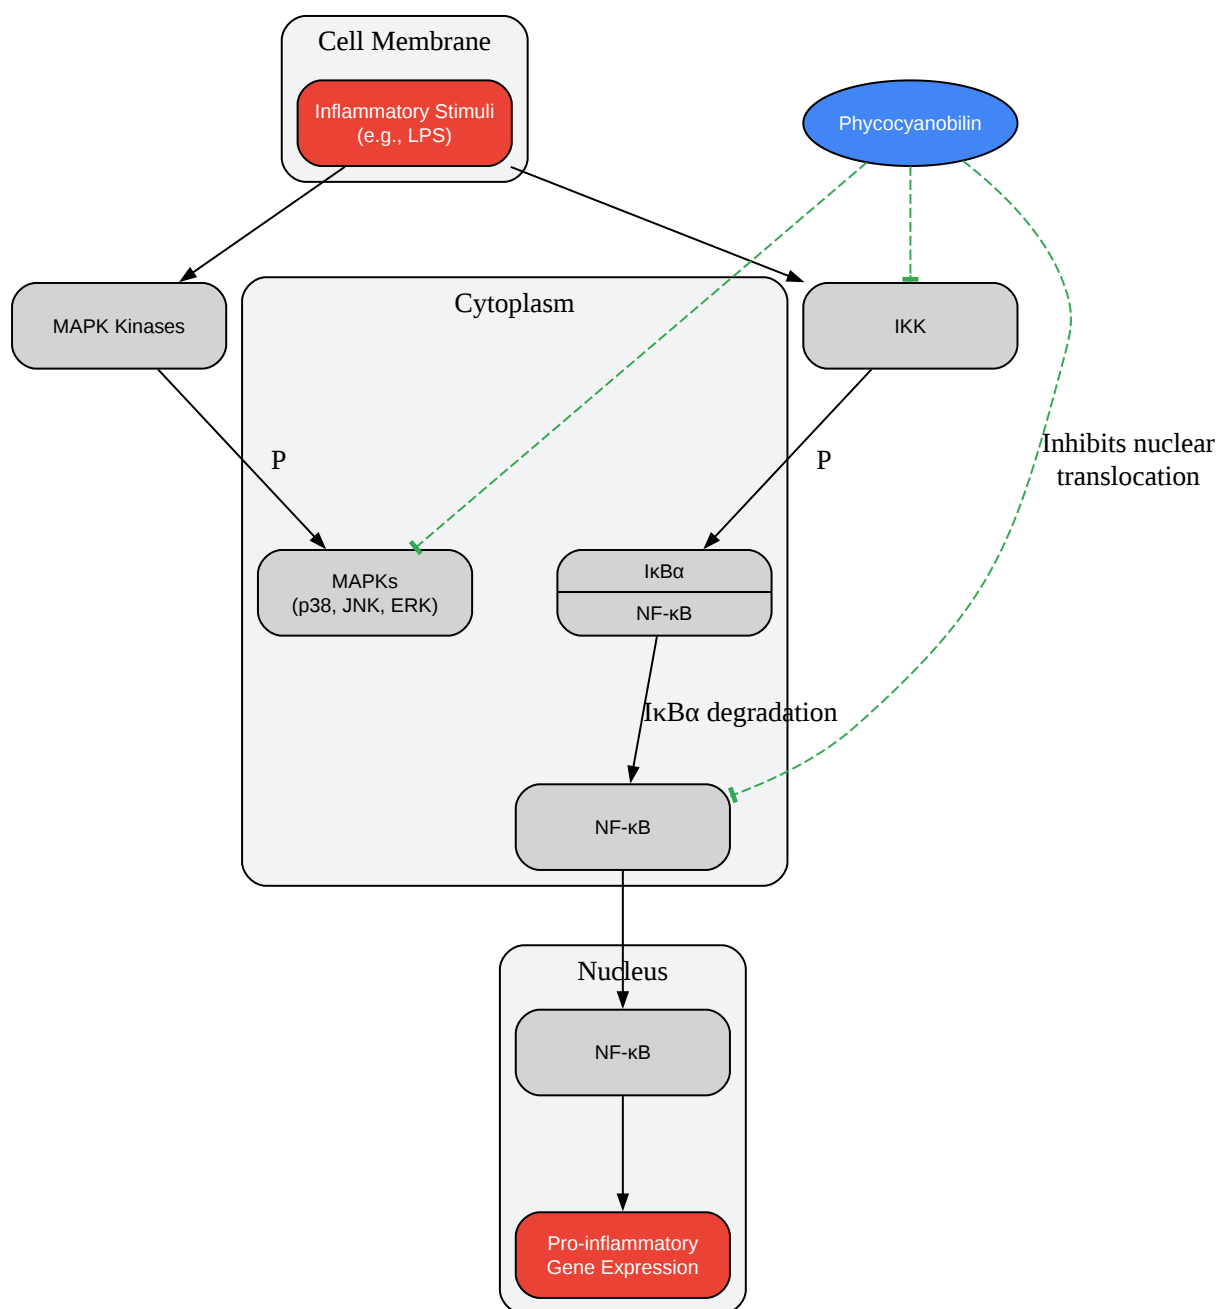 Cell Membrane
Inflammatory Stimuli
(e.g., LPS)
Phycocyanobilin
Cytoplasm
MAPK Kinases
IKK
P
P
Inhibits nuclear
translocation
MAPKs
(p38, JNK, ERK)
IκBα
NF-κB
IκBα degradation
NF-κB
Nucleus
NF-κB
Pro-inflammatory
Gene Expression